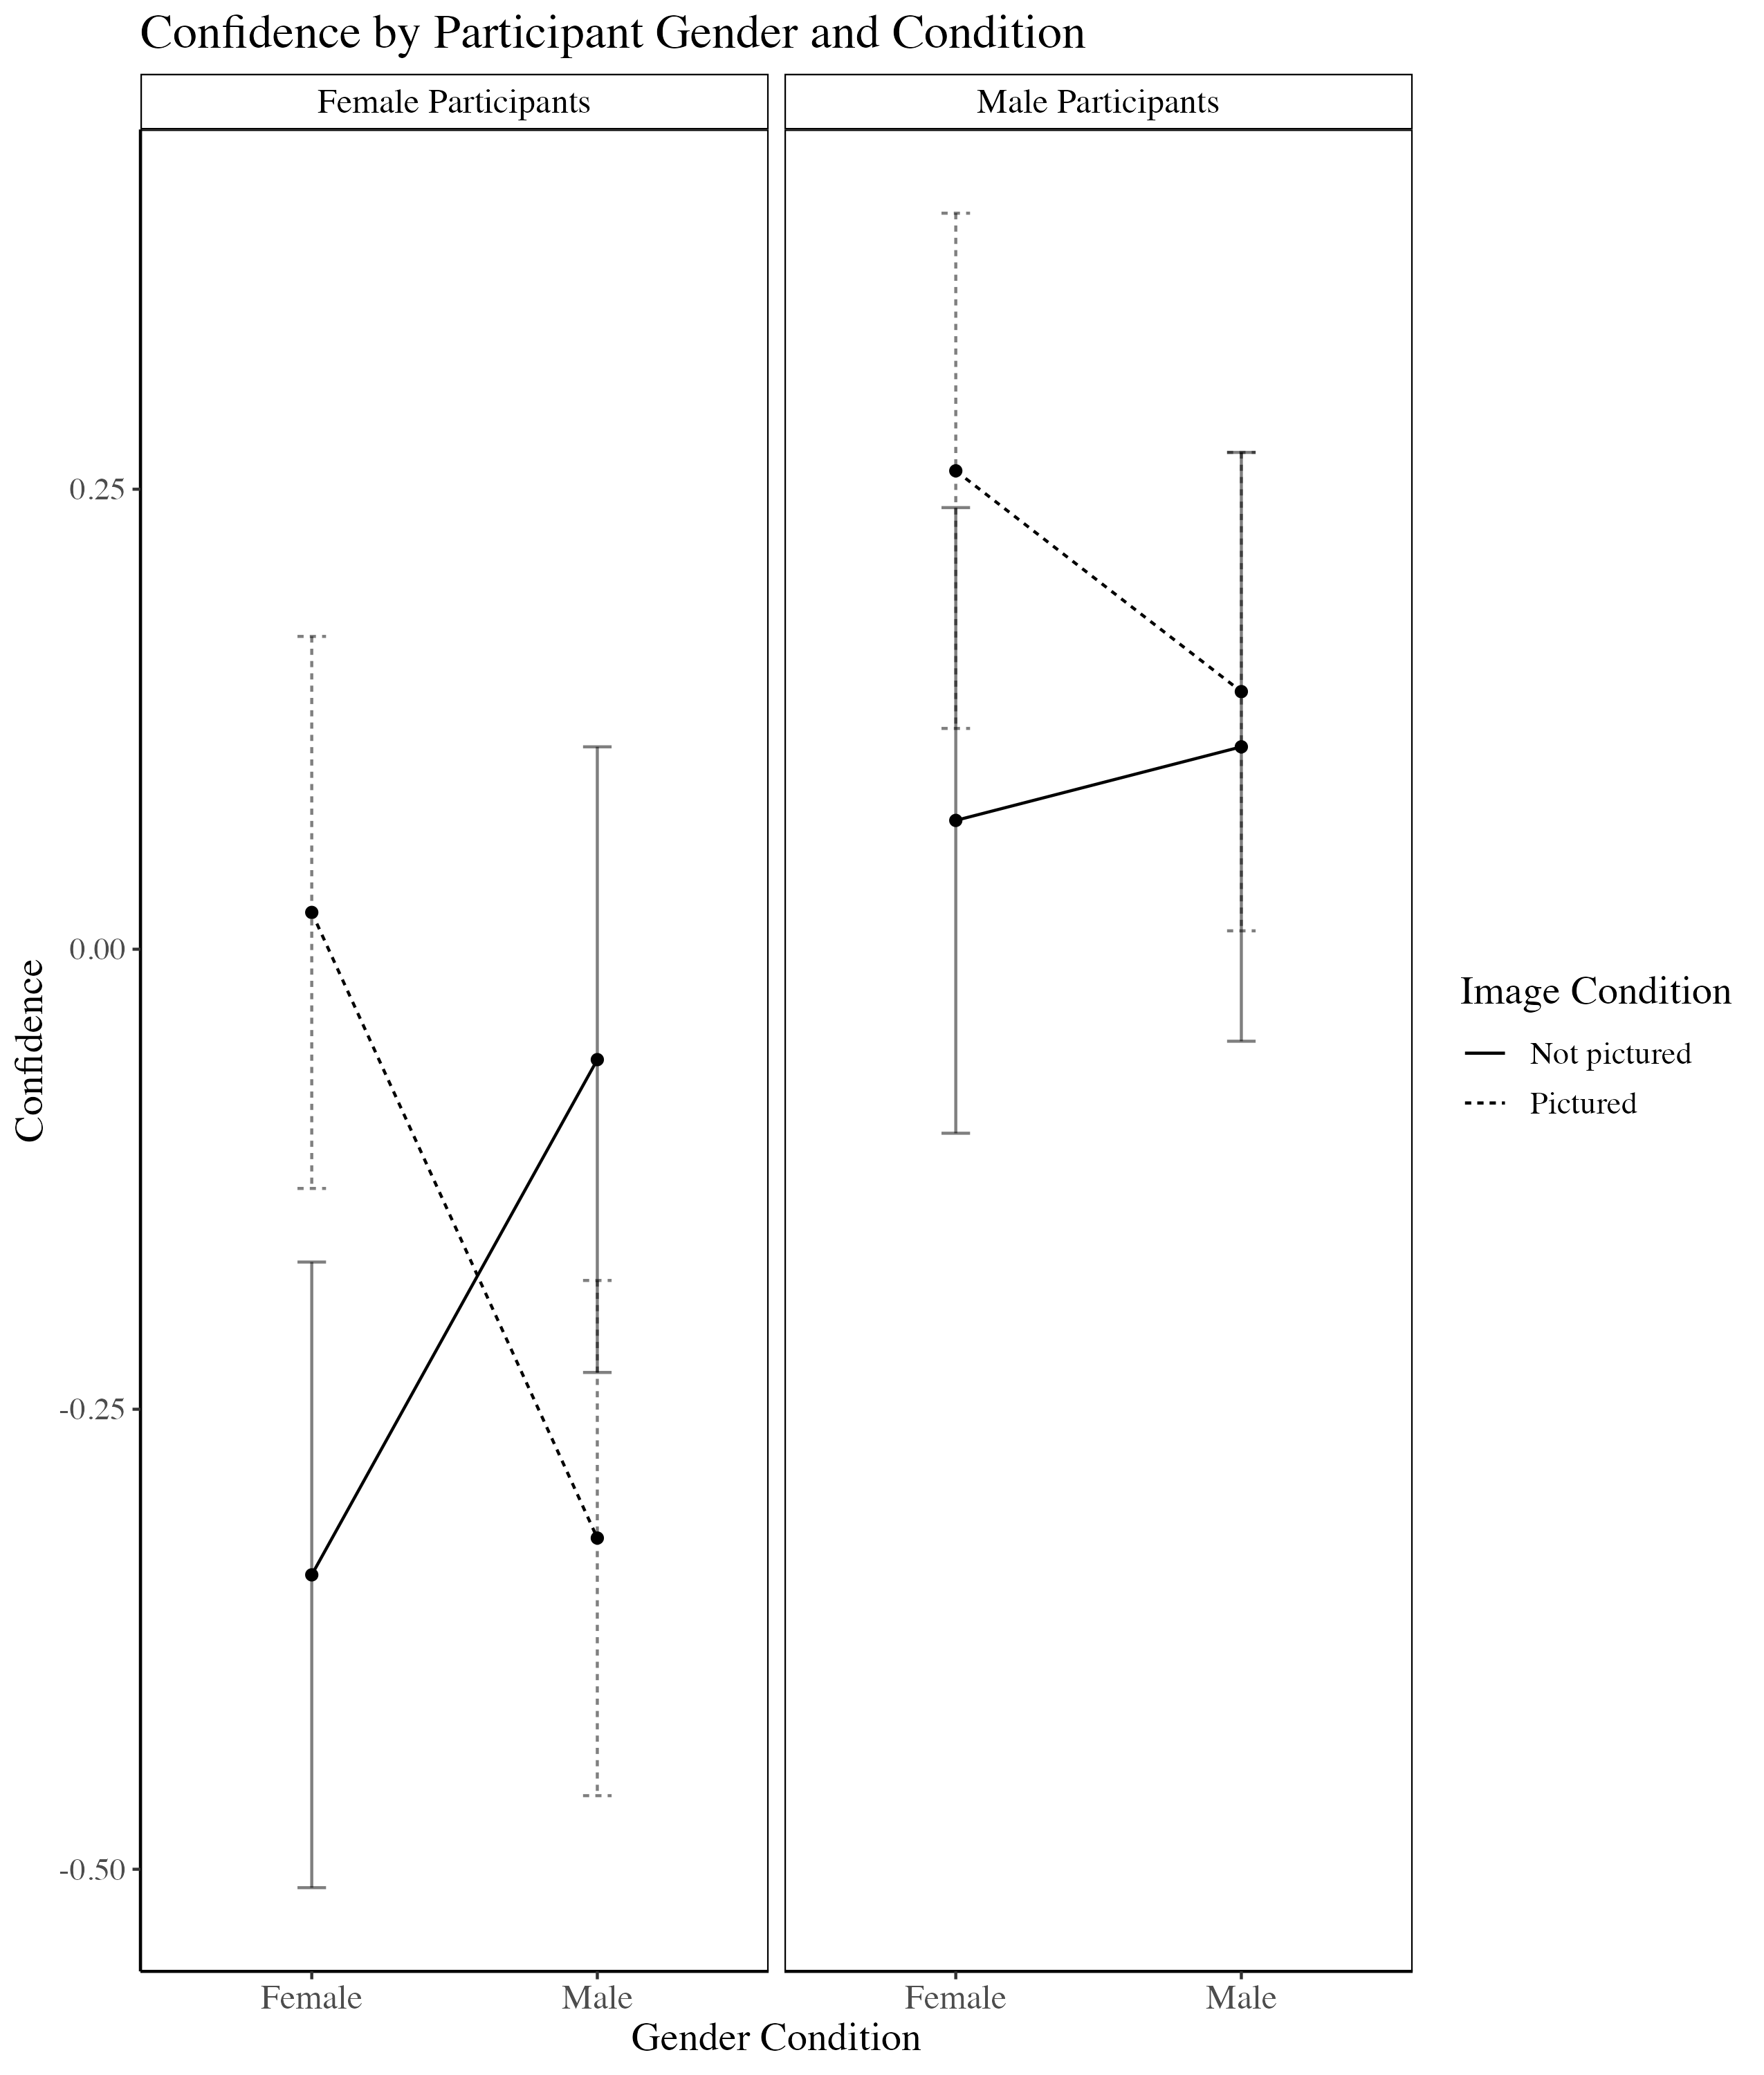 Confidence by Participant Gender and Condition
Female Participants
Male Participants
0.25
0.00
-0.25
-0.50
Confidence
Female
Male
Female
Male
Gender Condition
Image Condition
Not pictured
Pictured